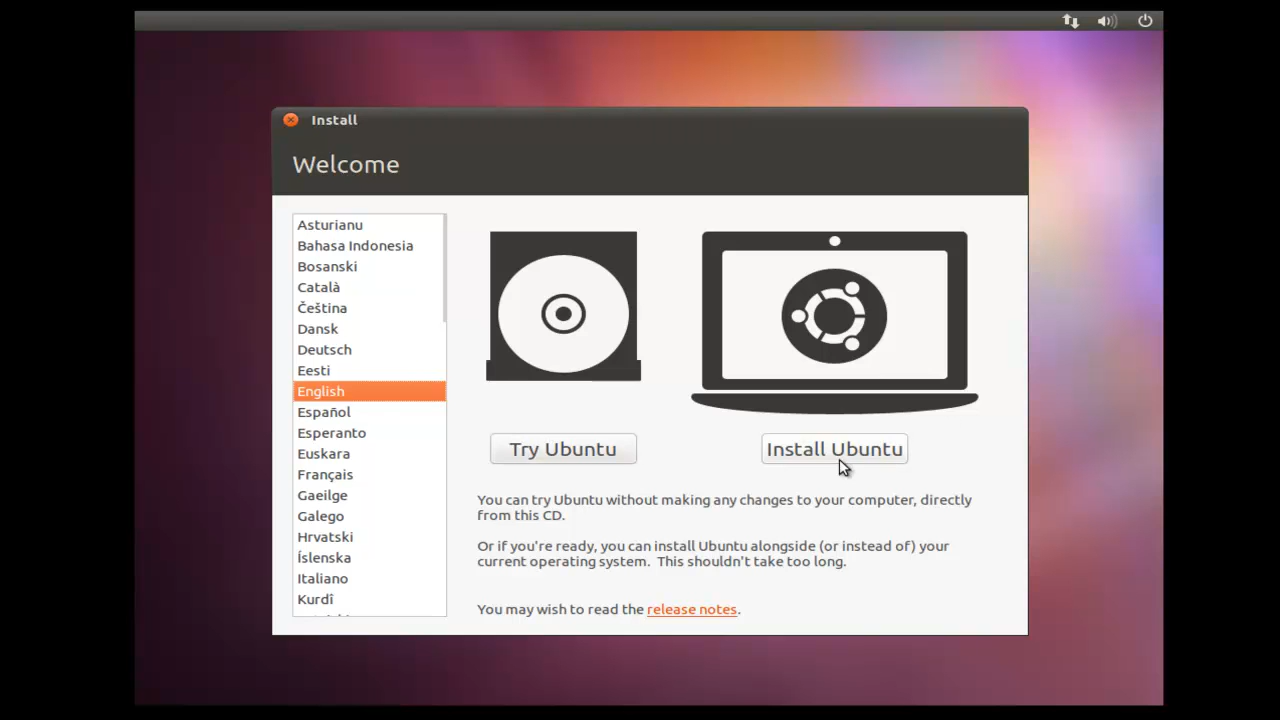 Install
Welcome
Asturianu
Bahasa Indonesia
Bosanski
Català
Čeština
Dansk
Deutsch
Eesti
English
Español
Esperanto
Euskara
Français
Gaeilge
Galego
Hrvatski
Íslenska
Italiano
Kurdî
Try Ubuntu
Install Ubuntu
You can try Ubuntu without making any changes to your computer, directly
from this CD.
Or if you're ready, you can install Ubuntu alongside (or instead of) your
current operating system. This shouldn't take too long.
You may wish to read the release notes.